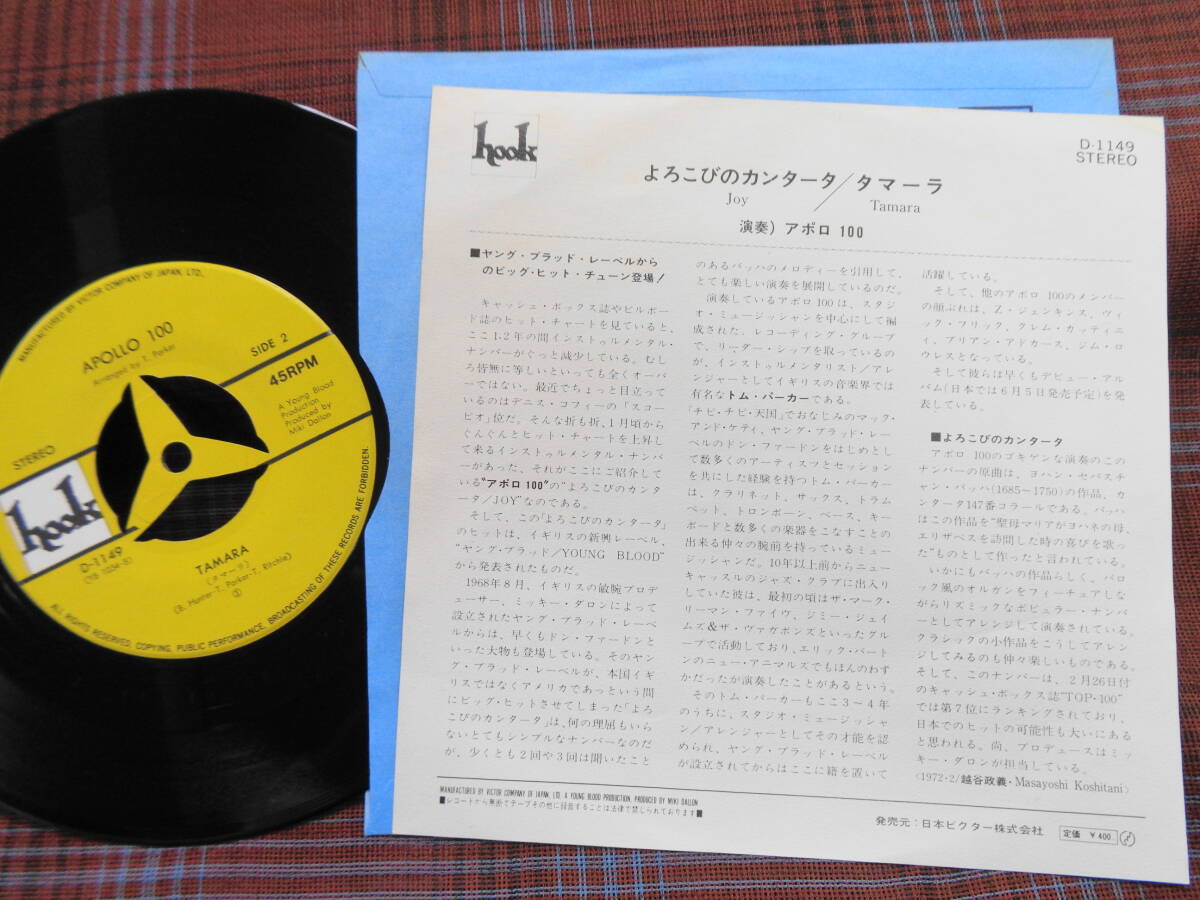 MANUFACTURED BY VICTOR COMPANY OF JAPAN, LTD.
APOLLO 100
Arranged by T. Parker
SIDE 2
45RPM
A Young Blood
Production
Produced by
Miki Dallon
STEREO
hook
D-1149
TAMARA
(タマーラ)
(B. Hunter-T. Parker-T. Ritchie)
ALL RIGHTS RESERVED, COPYING, PUBLIC PERFORMANCE, BROADCASTING OF THESE RECORDS ARE FORBIDDEN.
hook
D-1149
STEREO
よろこびのカンタータ/タマーラ
Joy Tamara
演奏) アポロ 100
■ヤング・ブラッド・レーベルから
のビッグ・ヒット・チューン登場!
キャッシュ・ボックス誌やビルボー
ド誌のヒット・チャートを見ていると、
ここ1-2年の間インストゥルメンタル・
ナンバーがぐっと減少している。むし
ろ皆無に等しいといっても全くオーバ
ーではない。最近でちょっと目立って
いるのはデニス・コフィーの「スコー
ピオ」位だ。そんな折も折、1月頃から
ぐんぐんとヒット・チャートを上昇し
て来るインストゥルメンタル・ナンバ
ーがあった、それがここにご紹介して
いる"アポロ 100"の"よろこびのカンタ
ータ/JOY"なのである。
そして、この「よろこびのカンタータ」
のヒットは、イギリスの新興レーベル、
"ヤング・ブラッド/YOUNG BLOOD"
から発表されたものだ。
1968年8月、イギリスの敏腕プロデ
ューサー、ミッキー・ダロンによって
設立されたヤング・ブラッド・レーベ
ルからは、早くもドン・ファードンと
いった大物も登場している。そのヤン
グ・ブラッド・レーベルが、本国イギ
リスではなくアメリカであっという間
にビッグ・ヒットさせてしまった「よろ
こびのカンタータ」は、何の理屈もいら
ないとてもシンプルなナンバーなのだ
が、少くとも2回や3回は聞いたこと
のあるバッハのメロディーを引用して、
とても楽しい演奏を展開しているのだ。
演奏しているアポロ100は、スタジ
オ・ミュージッシャンを中心にして編
成された、レコーディング・グループ
で、リーダー・シップを取っているの
が、インストゥルメンタリスト/アレ
ンジャーとしてイギリスの音楽界では
有名なトム・パーカーである。
「チピ・チピ・天国」でおなじみのマック・
アンド・ケティ、ヤング・ブラッド・レー
ベルのドン・ファードンをはじめとし
て数多くのアーティスツとセッション
を共にした経験を持つトム・パーカー
は、クラリネット、サックス、トラム
ペット、トロンボーン、ベース、キー
ボードと数多くの楽器をこなすことの
出来る仲々の腕前を持っているミュー
ジッシャンだ。10年以上前からニュー
キャッスルのジャズ・クラブに出入り
していた彼は、最初の頃はザ・マーク・
リーマン・ファイヴ、ジミー・ジェイ
ムズ&ザ・ヴァガボンズといったグル
ープで活動しており、エリック・バート
ンのニュー・アニマルズでもほんのわず
かだったが演奏したことがあるという。
そのトム・パーカーもここ3〜4年
のうちに、スタジオ・ミュージッシャ
ン/アレンジャーとしてその才能を認
められ、ヤング・ブラッド・レーベル
が設立されてからはここに籍を置いて
活躍している。
そして、他のアポロ 100のメンバー
の顔ぶれは、Z・ジェンキンス、ヴィ
ック・フリック、クレム・カッティニ
ティ、ブリアン・アドカース、ジム・ロ
ウレスとなっている。
そして彼らは早くもデビュー・アル
バム(日本では6月5日発売予定)を発
表している。
■よろこびのカンタータ
アポロ 100のゴキゲンな演奏のこの
ナンバーの原曲は、ヨハン・セバスチ
ャン・バッハ(1685〜1750)の作品、カ
ンタータ147番コラールである。バッハ
はこの作品を"聖母マリアがヨハネの母、
エリザベスを訪問した時の喜びを歌っ
た"ものとして作ったと言われている。
いかにもバッハの作品らしく、バロ
ック風のオルガンをフィーチュアしな
がらリズミックなポピュラー・ナンバ
ーとしてアレンジして演奏されている。
クラシックの小作品をこうしてアレン
ジしてみるのも仲々楽しいものである。
そして、このナンバーは、2月26日付
のキャッシュ・ボックス誌"TOP・100"
では第7位にランキングされており、
日本でのヒットの可能性も大いにある
と思われる。尚、プロデュースはミッ
キー・ダロンが担当している。
(1972・2/越谷政義・Masayoshi Koshitani)
MANUFACTURED BY VICTOR COMPANY OF JAPAN, LTD. A YOUNG BLOOD PRODUCTION, PRODUCED BY MIKI DALLON
■レコードから無断でテープその他に録音することは法律で禁じられております■
発売元:日本ビクター株式会社
定価 ¥400.